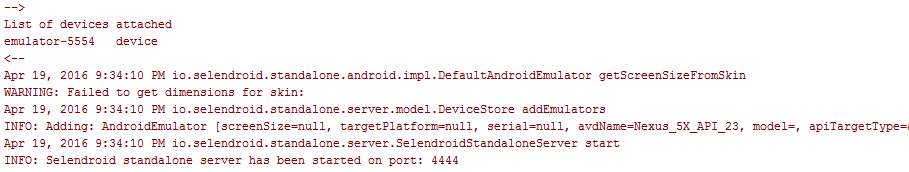 -->
List of devices attached
emulator-5554   device
<--
Apr 19, 2016 9:34:10 PM io.selendroid.standalone.android.impl.DefaultAndroidEmulator getScreenSizeFromSkin
WARNING: Failed to get dimensions for skin:
Apr 19, 2016 9:34:10 PM io.selendroid.standalone.server.model.DeviceStore addEmulators
INFO: Adding: AndroidEmulator [screenSize=null, targetPlatform=null, serial=null, avdName=Nexus_5X_API_23, model=, apiTargetType=
Apr 19, 2016 9:34:10 PM io.selendroid.standalone.server.SelendroidStandaloneServer start
INFO: Selendroid standalone server has been started on port: 4444